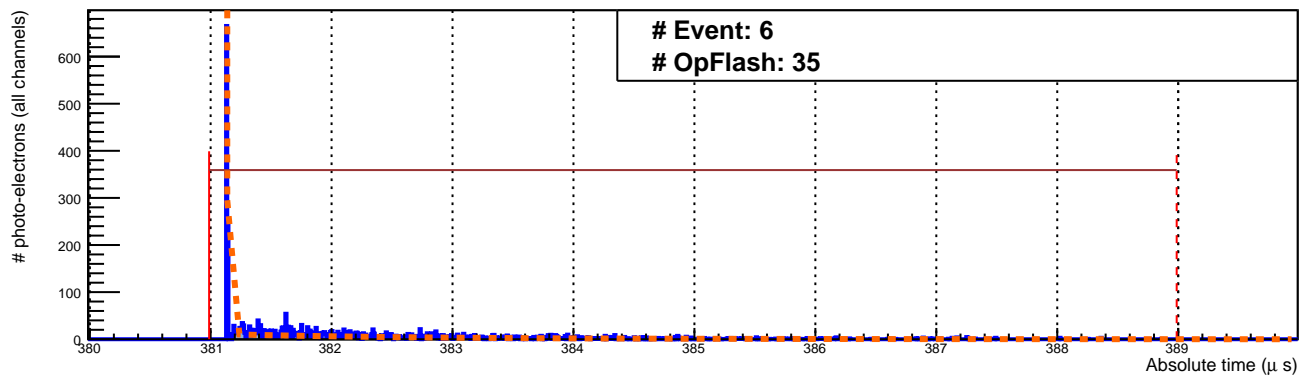 # Event: 6
# OpFlash: 35
# photo-electrons (all channels)
600
500
400
300
200
100
0
380 381 382 383 384 385 386 387 388 389
Absolute time (μ s)